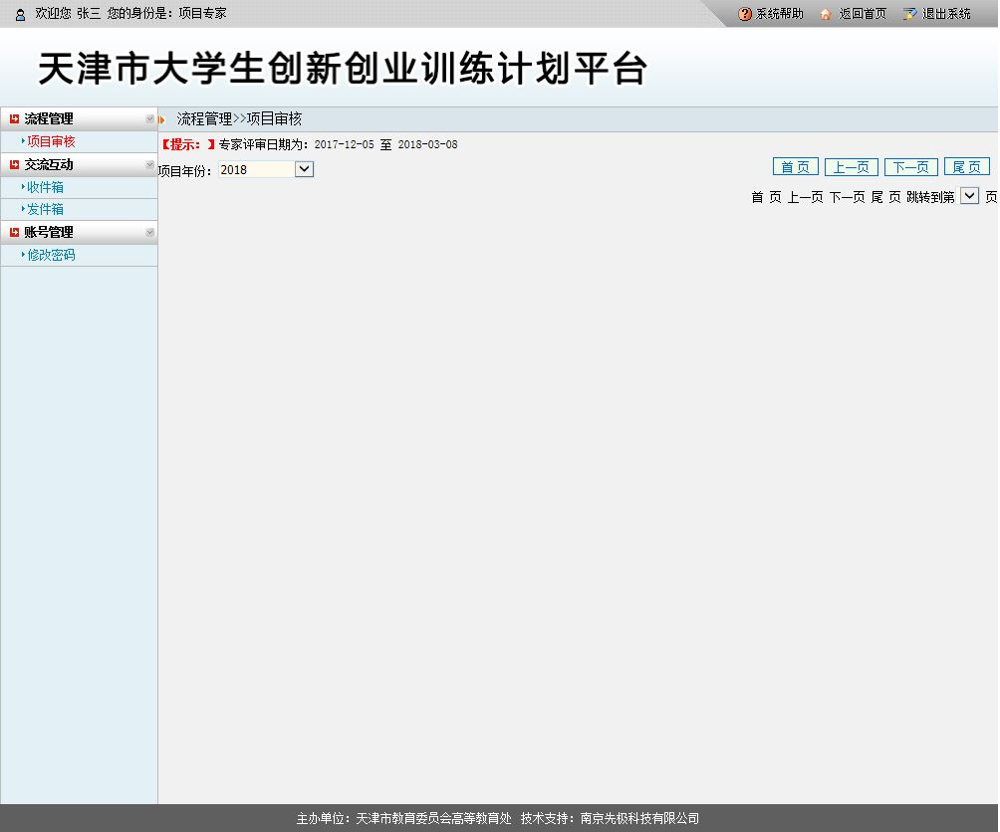 欢迎您 张三 您的身份是：项目专家
系统帮助 返回首页 退出系统
天津市大学生创新创业训练计划平台
流程管理
项目审核
交流互动
收件箱
发件箱
账号管理
修改密码
流程管理>>项目审核
【提示：】专家评审日期为：2017-12-05 至 2018-03-08
项目年份：2018
首 页 上一页 下一页 尾 页
首 页 上一页 下一页 尾 页 跳转到第 页
主办单位：天津市教育委员会高等教育处 技术支持：南京先极科技有限公司